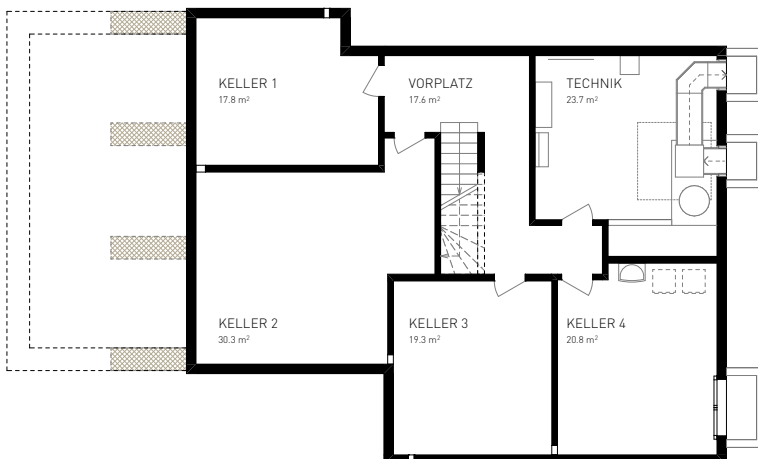 KELLER 1
17.8 m²
VORPLATZ
17.6 m²
TECHNIK
23.7 m²
KELLER 2
30.3 m²
KELLER 3
19.3 m²
KELLER 4
20.8 m²